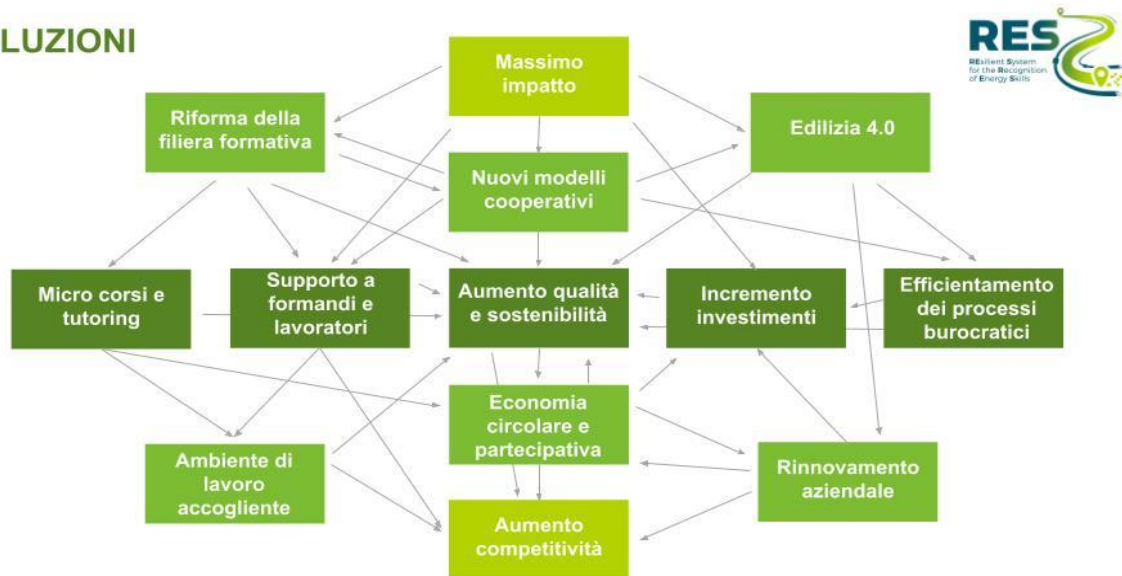 LUZIONI
RES
REsilient System
for the Recognition
of Energy Skills
Massimo
impatto
Riforma della
filiera formativa
Edilizia 4.0
Nuovi modelli
cooperativi
Micro corsi e
tutoring
Supporto a
formandi e
lavoratori
Aumento qualità
e sostenibilità
Incremento
investimenti
Efficientamento
dei processi
burocratici
Economia
circolare e
partecipativa
Ambiente di
lavoro
accogliente
Rinnovamento
aziendale
Aumento
competitività